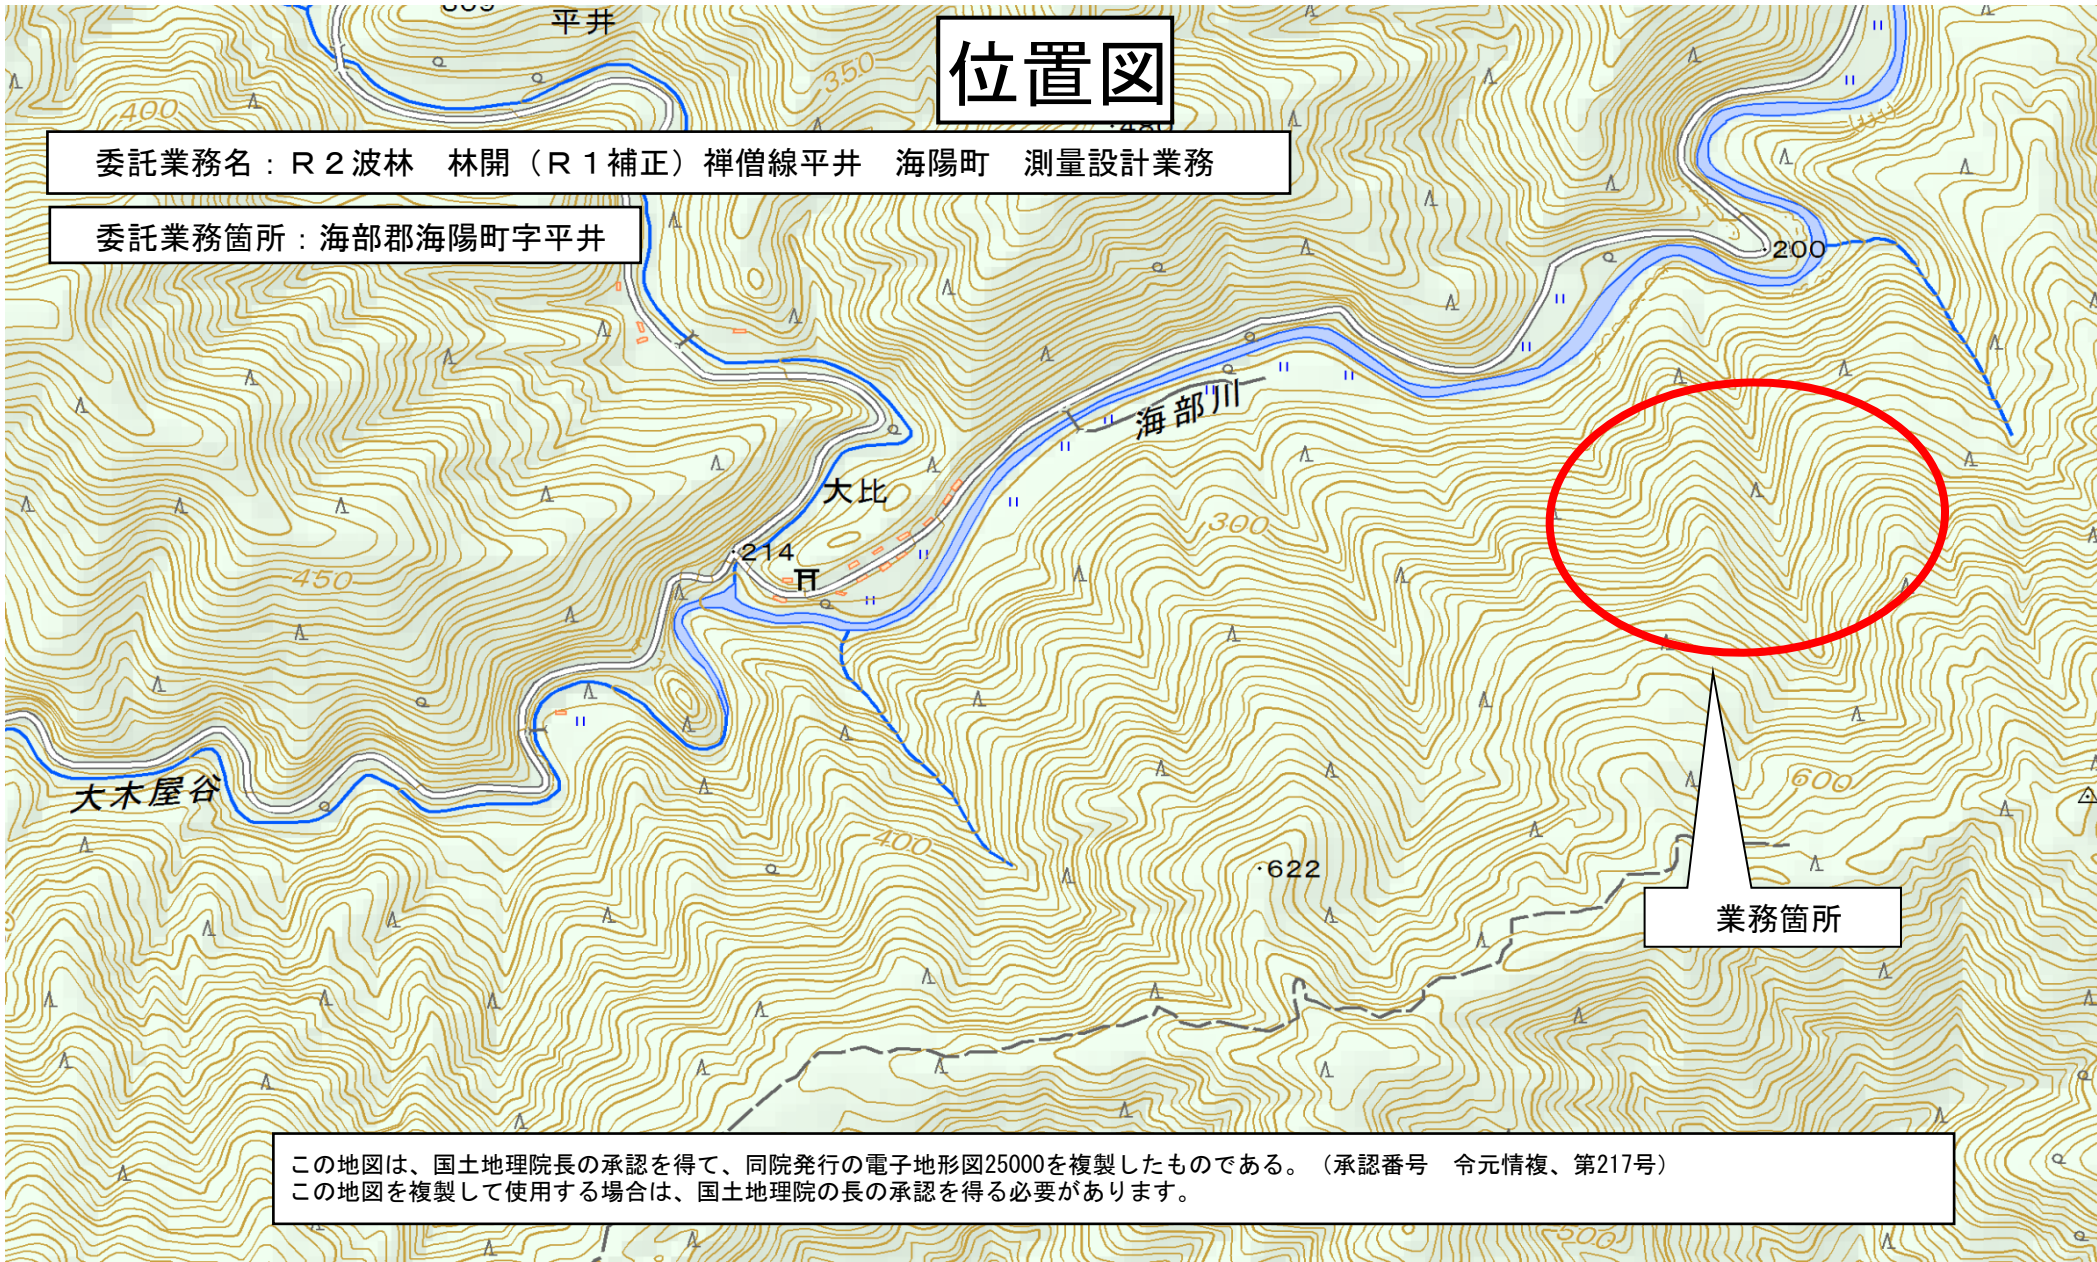 平井
位置図
350
400
委託業務名：R２波林　林開（R１補正）禅僧線平井　海陽町　測量設計業務
委託業務箇所：海部郡海陽町字平井
200
海部川
大比
300
214
450
大木屋谷
600
400
622
業務箇所
この地図は、国土地理院長の承認を得て、同院発行の電子地形図25000を複製したものである。（承認番号　令元情複、第217号）
この地図を複製して使用する場合は、国土地理院の長の承認を得る必要があります。
500